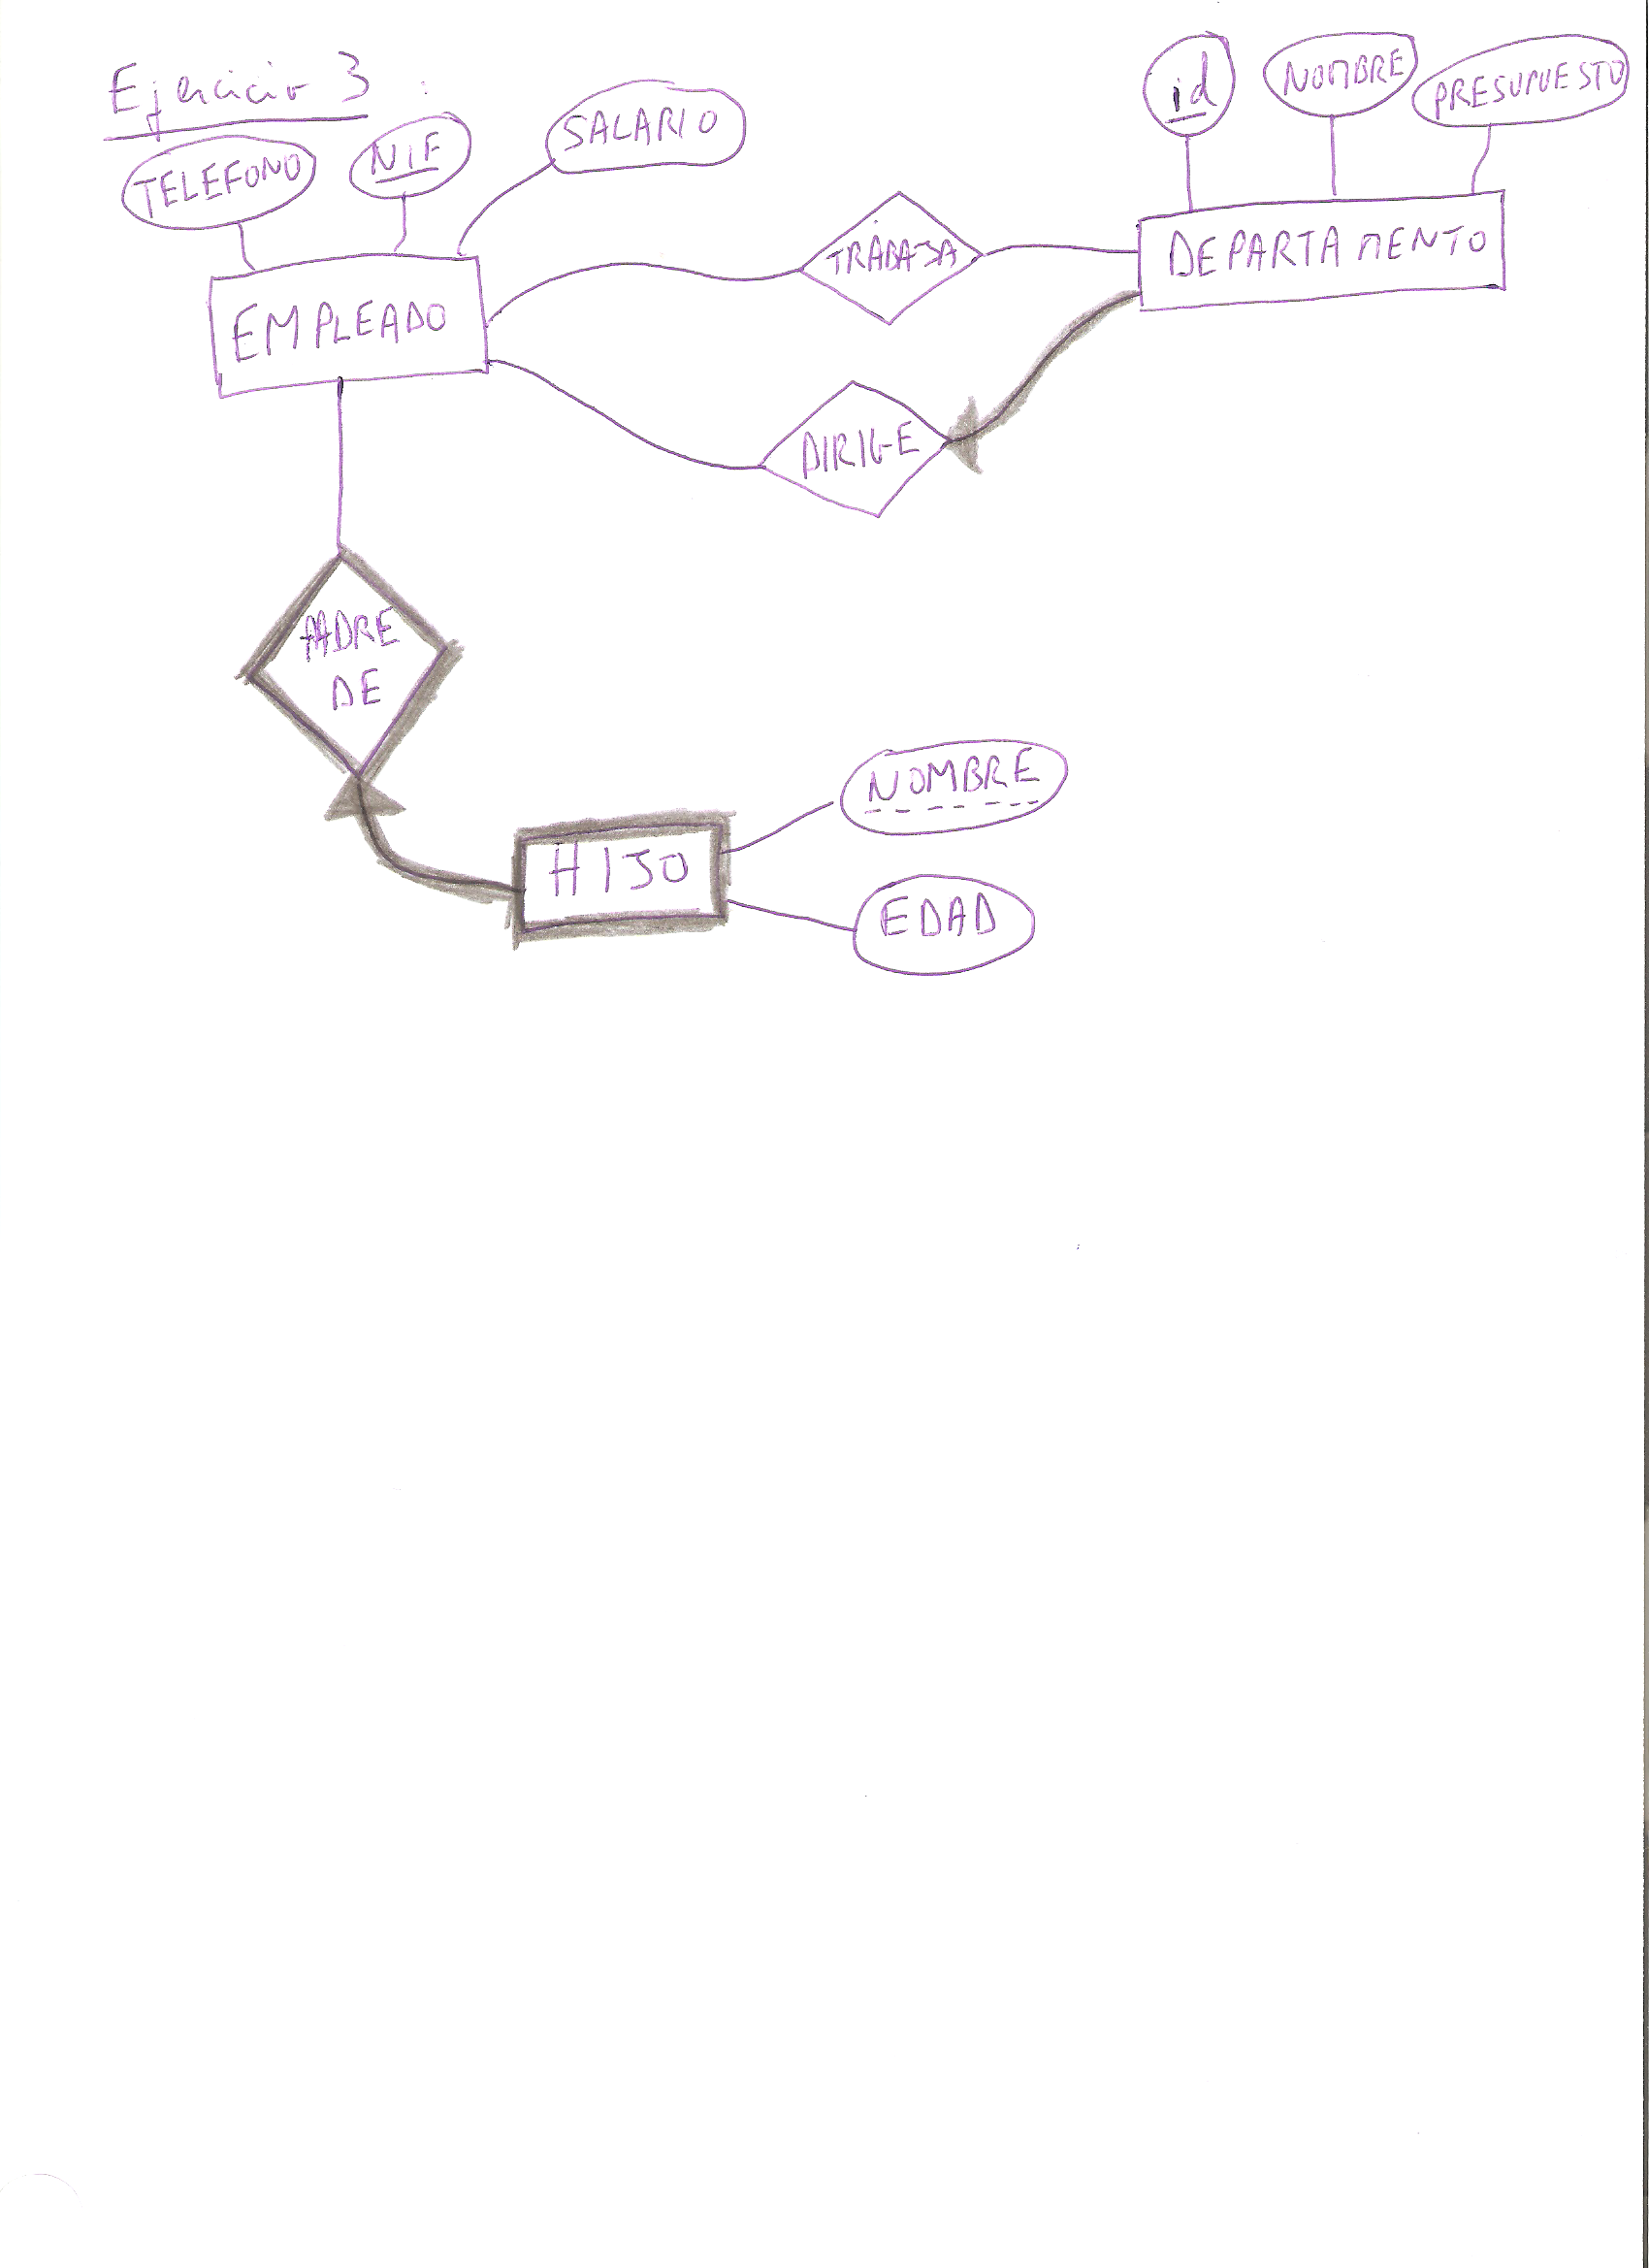 Ejercicio 3:
TELEFONO
NIF
SALARIO
id
NOMBRE
PRESUPUESTO
EMPLEADO
TRABAJA
DEPARTAMENTO
DIRIGE
PADRE
DE
HIJO
NOMBRE
EDAD